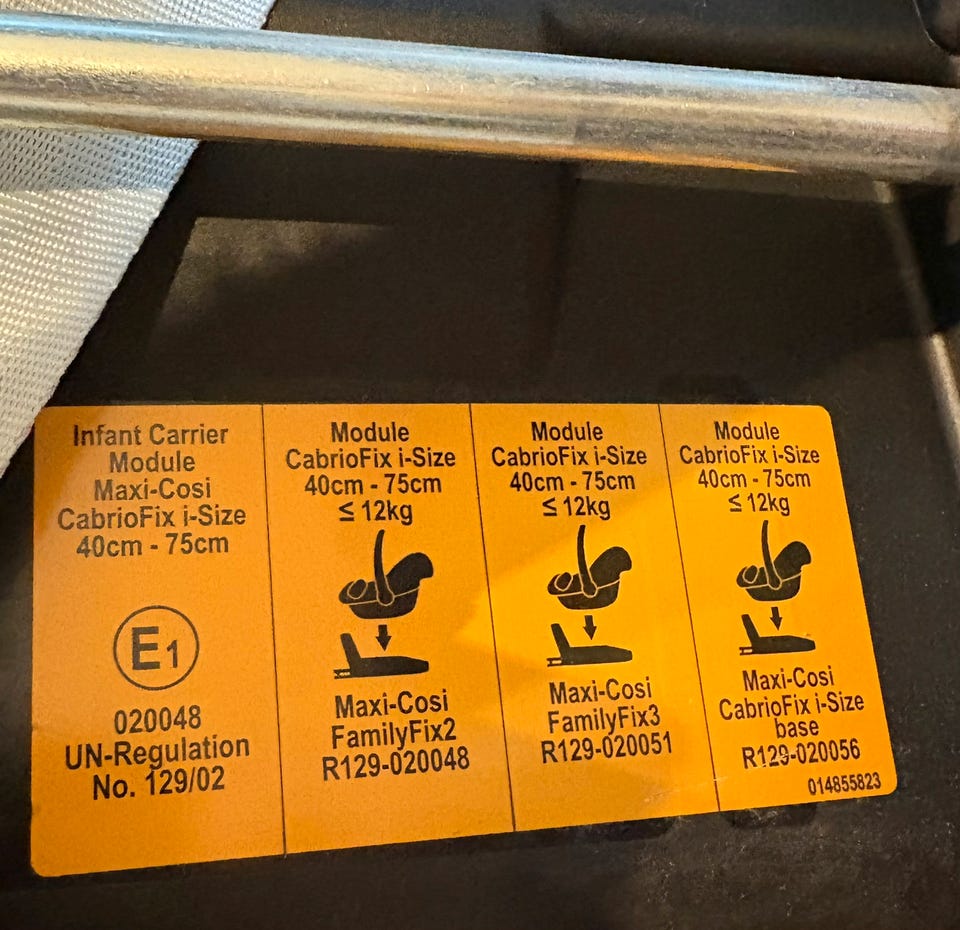 Infant Carrier
Module
Maxi-Cosi
CabrioFix i-Size
40cm - 75cm
E1
020048
UN-Regulation
No. 129/02
Module
CabrioFix i-Size
40cm - 75cm
≤ 12kg
Maxi-Cosi
FamilyFix2
R129-020048
Module
CabrioFix i-Size
40cm - 75cm
≤ 12kg
Maxi-Cosi
FamilyFix3
R129-020051
Module
CabrioFix i-Size
40cm - 75cm
≤ 12kg
Maxi-Cosi
CabrioFix i-Size
base
R129-020056
014855823